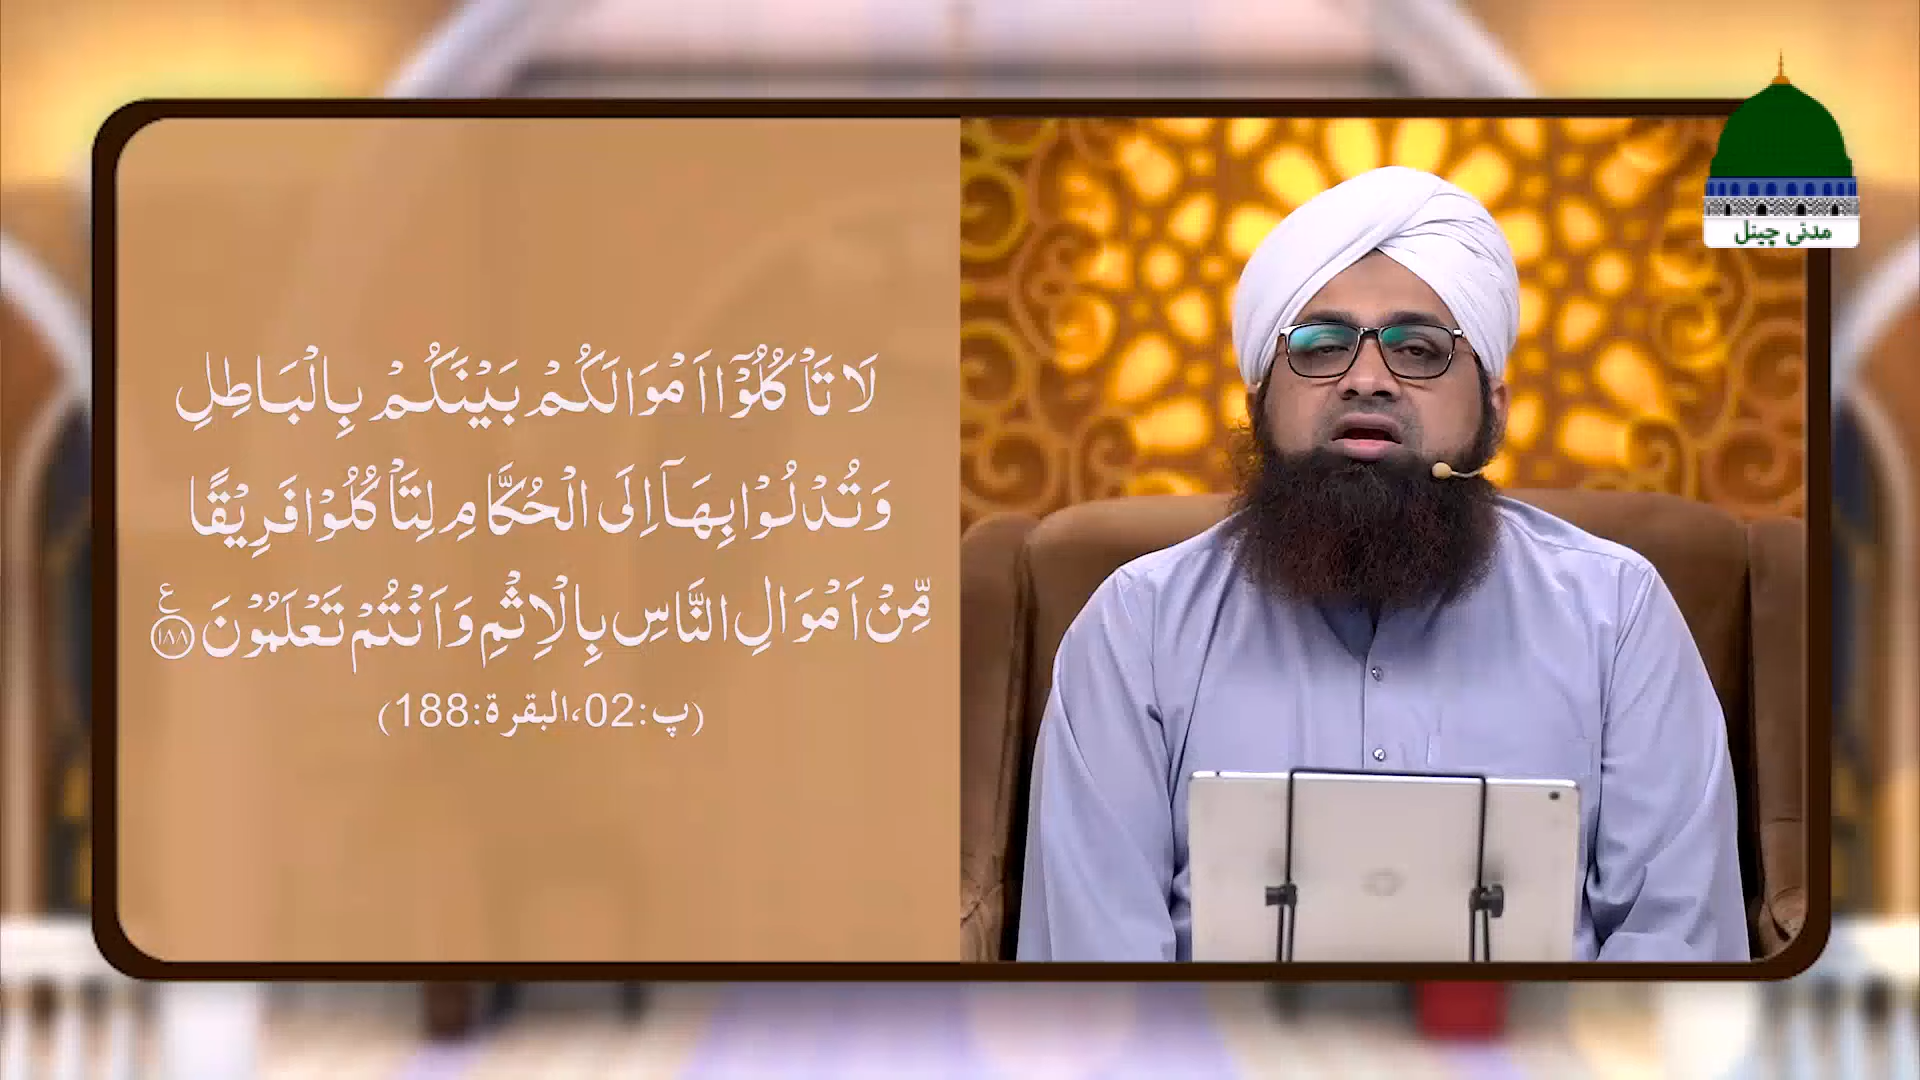 لَا تَاْكُلُوْۤا اَمْوَالَكُمْ بَیْنَكُمْ بِالْبَاطِلِ
وَ تُدْلُوْا بِهَاۤ اِلَى الْحُكَّامِ لِتَاْكُلُوْا فَرِیْقًا
مِّنْ اَمْوَالِ النَّاسِ بِالْاِثْمِ وَ اَنْتُمْ تَعْلَمُوْنَ ع ﴿۱۸۸﴾
(پ:02،البقرۃ:188)
مدنی چینل